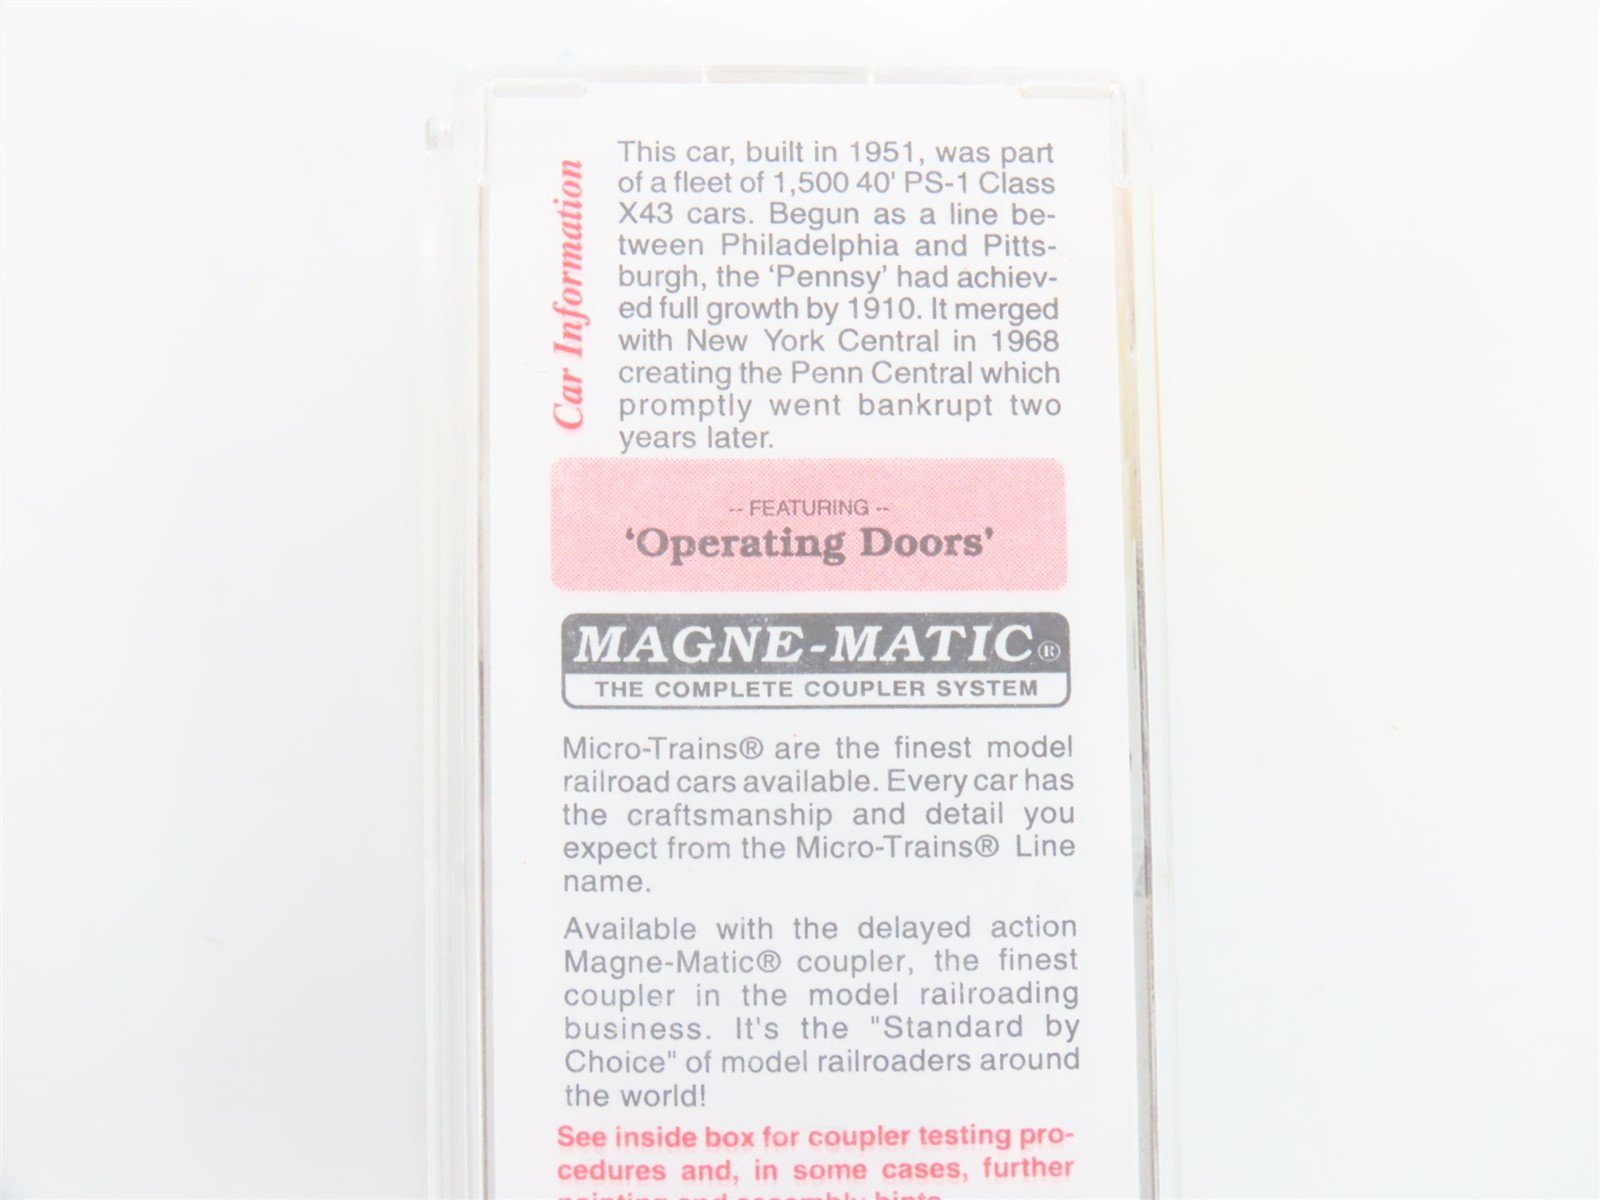 Car Information
This car, built in 1951, was part
of a fleet of 1,500 40' PS-1 Class
X43 cars. Begun as a line be-
tween Philadelphia and Pitts-
burgh, the ‘Pennsy’ had achiev-
ed full growth by 1910. It merged
with New York Central in 1968
creating the Penn Central which
promptly went bankrupt two
years later.
-- FEATURING --
‘Operating Doors’
MAGNE-MATIC®
THE COMPLETE COUPLER SYSTEM
Micro-Trains® are the finest model
railroad cars available. Every car has
the craftsmanship and detail you
expect from the Micro-Trains® Line
name.
Available with the delayed action
Magne-Matic® coupler, the finest
coupler in the model railroading
business. It's the "Standard by
Choice" of model railroaders around
the world!
See inside box for coupler testing pro-
cedures and, in some cases, further
painting and assembly hints.